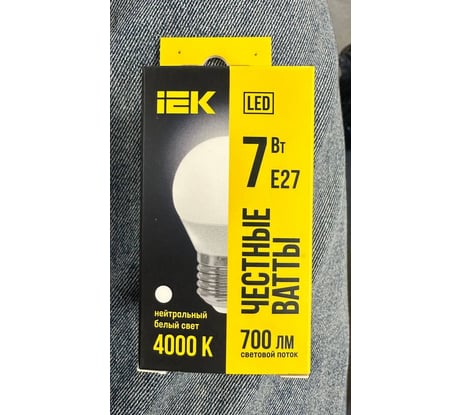 IEK
LED
7 Вт
E27
ЧЕСТНЫЕ
ВАТТЫ
нейтральный
белый свет
4000 K
700 лм
световой поток